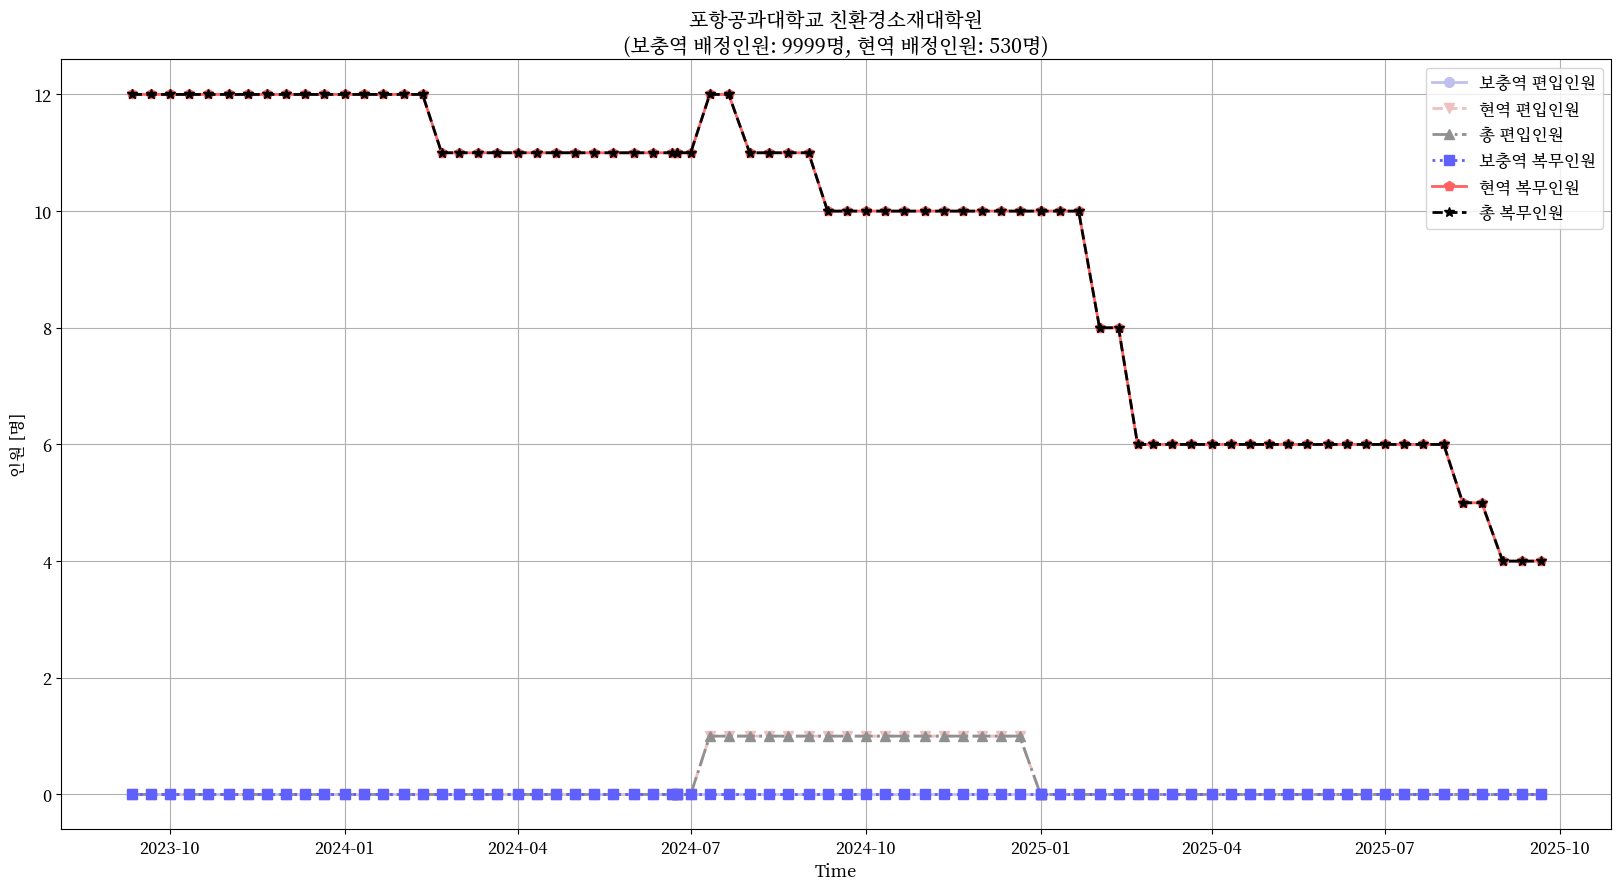 포항공과대학교 친환경소재대학원
(보충역 배정인원: 9999명, 현역 배정인원: 530명)
보충역 편입인원
현역 편입인원
총 편입인원
보충역 복무인원
현역 복무인원
총 복무인원
인원 [명]
12
10
8
6
4
2
0
2023-10
2024-01
2024-04
2024-07
2024-10
2025-01
2025-04
2025-07
2025-10
Time